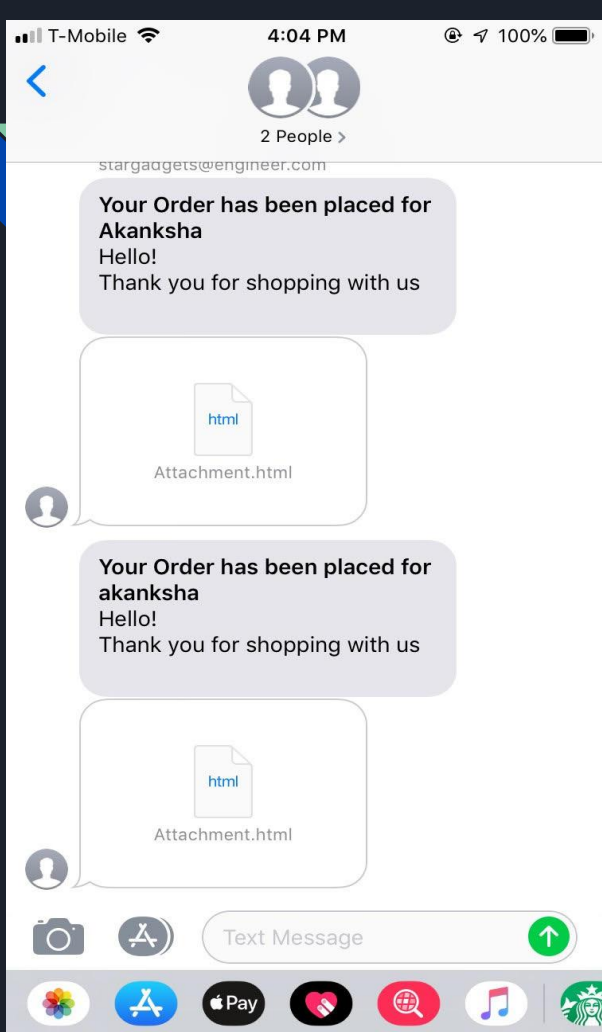 T-Mobile 4:04 PM 100%
2 People >
stargadgets@engineer.com
Your Order has been placed for
Akanksha
Hello!
Thank you for shopping with us
html
Attachment.html
Your Order has been placed for
akanksha
Hello!
Thank you for shopping with us
html
Attachment.html
Text Message
Pay